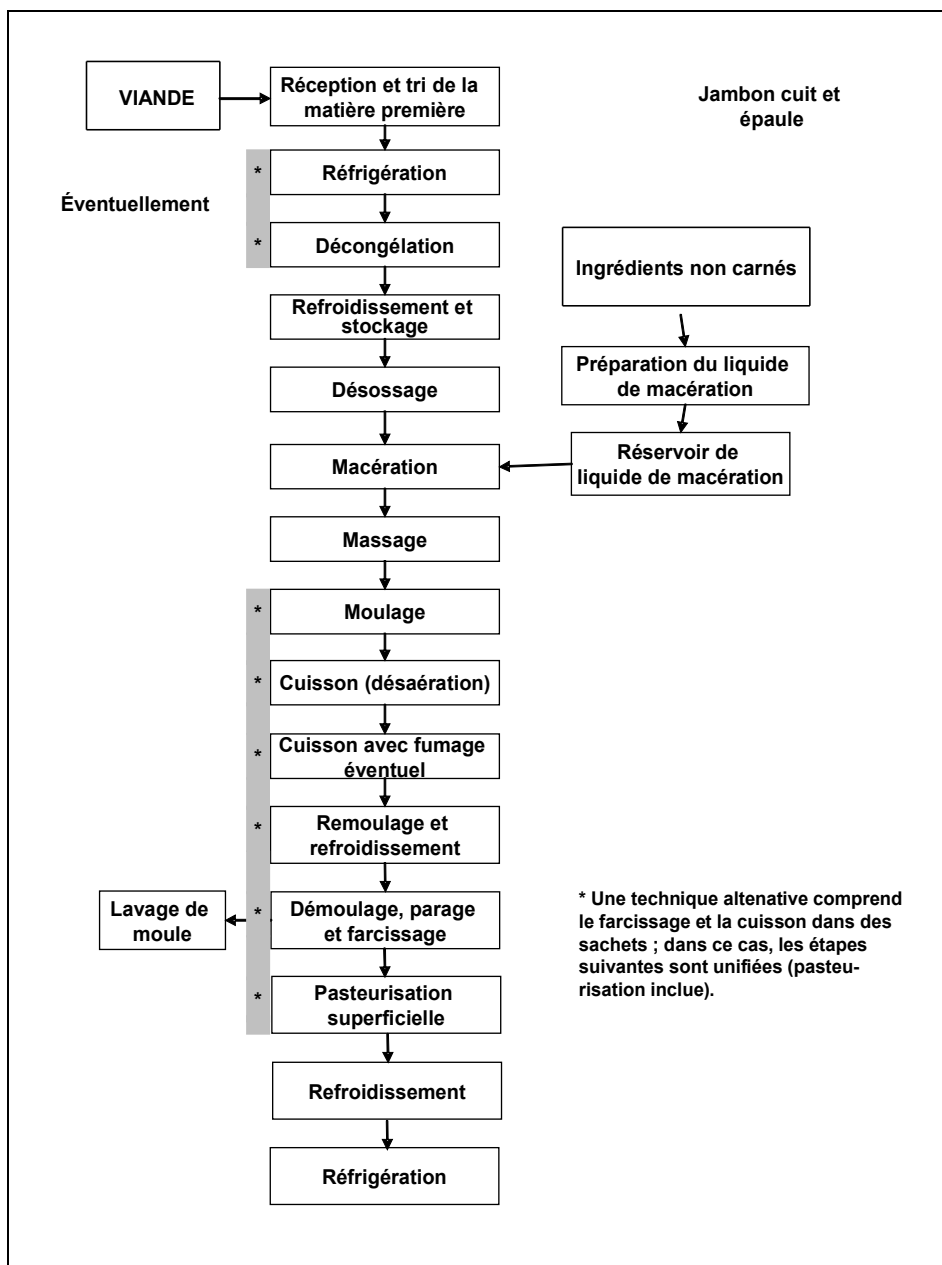 VIANDE
Réception et tri de la
matière première
Jambon cuit et
épaule
Éventuellement
* Réfrigération
* Décongélation
Ingrédients non carnés
Refroidissement et
stockage
Préparation du liquide
de macération
Désossage
Réservoir de
liquide de macération
Macération
Massage
* Moulage
* Cuisson (désaération)
* Cuisson avec fumage
éventuel
* Remoulage et
refroidissement
Lavage de
moule
* Démoulage, parage
et farcissage
* Une technique altenative comprend
le farcissage et la cuisson dans des
sachets ; dans ce cas, les étapes
suivantes sont unifiées (pasteu-
risation inclue).
* Pasteurisation
superficielle
Refroidissement
Réfrigération